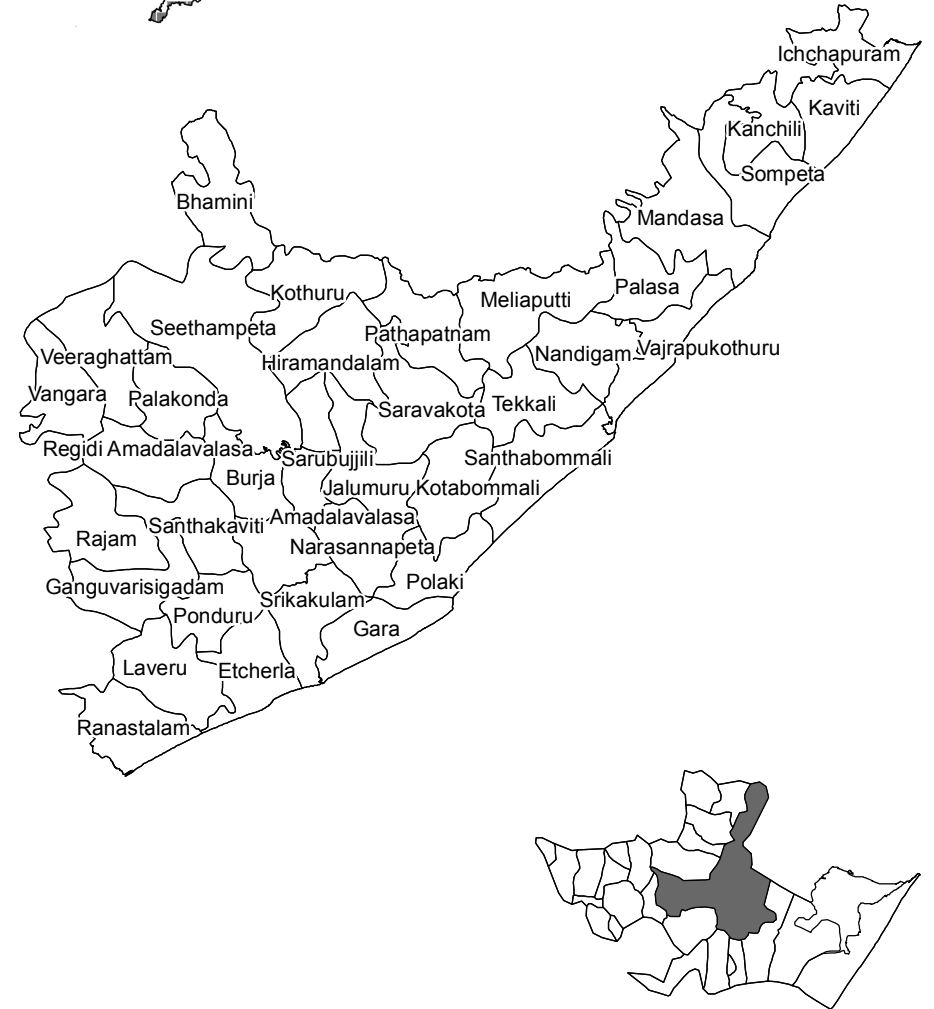 Ichchapuram
Kaviti
Kanchili
Sompeta
Bhamini
Mandasa
Palasa
Kothuru
Meliaputti
Seethampeta
Pathapatnam
Vajrapukothuru
Nandigam
Veeraghattam
Hiramandalam
Vangara
Palakonda
Saravakota
Tekkali
Regidi Amadalavalasa
Sarubujjili
Santhabommali
Burja
Jalumuru
Kotabommali
Santhakaviti
Amadalavalasa
Rajam
Narasannapeta
Polaki
Ganguvarisigadam
Srikakulam
Ponduru
Gara
Laveru
Etcherla
Ranastalam